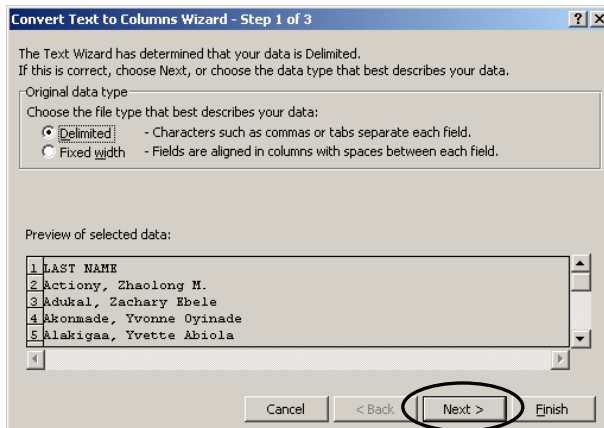 Convert Text to Columns Wizard - Step 1 of 3
The Text Wizard has determined that your data is Delimited.
If this is correct, choose Next, or choose the data type that best describes your data.
Original data type
Choose the file type that best describes your data:
Delimited - Characters such as commas or tabs separate each field.
Fixed width - Fields are aligned in columns with spaces between each field.
Preview of selected data:
1 LAST NAME
2 Actiony, Zhaolong M.
3 Adukal, Zachary Ebele
4 Akonmade, Yvonne Oyinade
5 Alakigaa, Yvette Abiola
Cancel < Back Next > Finish